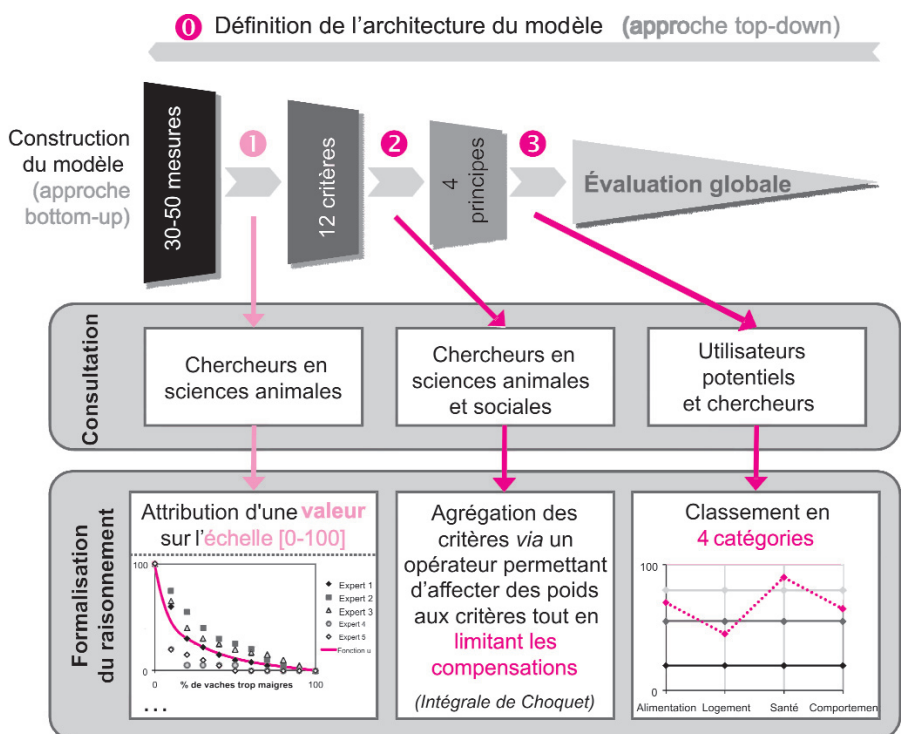 0 Définition de l'architecture du modèle (approche top-down)
Construction
du modèle
(approche
bottom-up)
30-50 mesures
1
12 critères
2
4
principes
3
Évaluation globale
Consultation
Chercheurs en
sciences animales
Chercheurs en
sciences animales
et sociales
Utilisateurs
potentiels
et chercheurs
Formalisation
du raisonnement
Attribution d'une valeur
sur l'échelle [0-100]
100
Expert 1
Expert 2
Expert 3
Expert 4
Expert 5
Fonction u
0
0 % de vaches trop maigres 100
...
Agrégation des
critères via un
opérateur permettant
d'affecter des poids
aux critères tout en
limitant les
compensations
(Intégrale de Choquet)
Classement en
4 catégories
100
0
Alimentation Logement Santé Comportemen